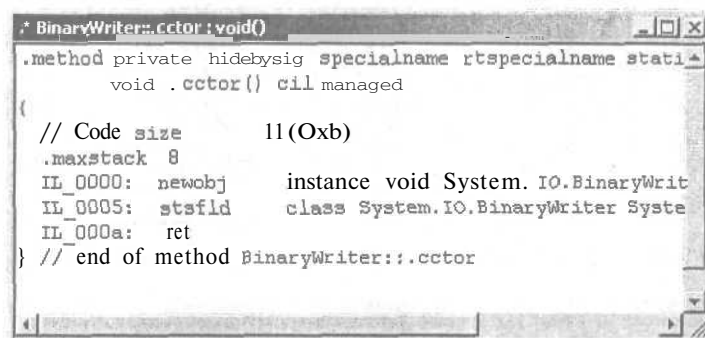 .* BinaryWriter::.cctor : void()
.method private hidebysig specialname rtspecialname stati
void .cctor() cil managed
{
// Code size 11(Oxb)
.maxstack 8
IL_0000: newobj instance void System. IO.BinaryWrit
IL_0005: stsfld class System.IO.BinaryWriter Syste
IL_000a: ret
} // end of method BinaryWriter::.cctor